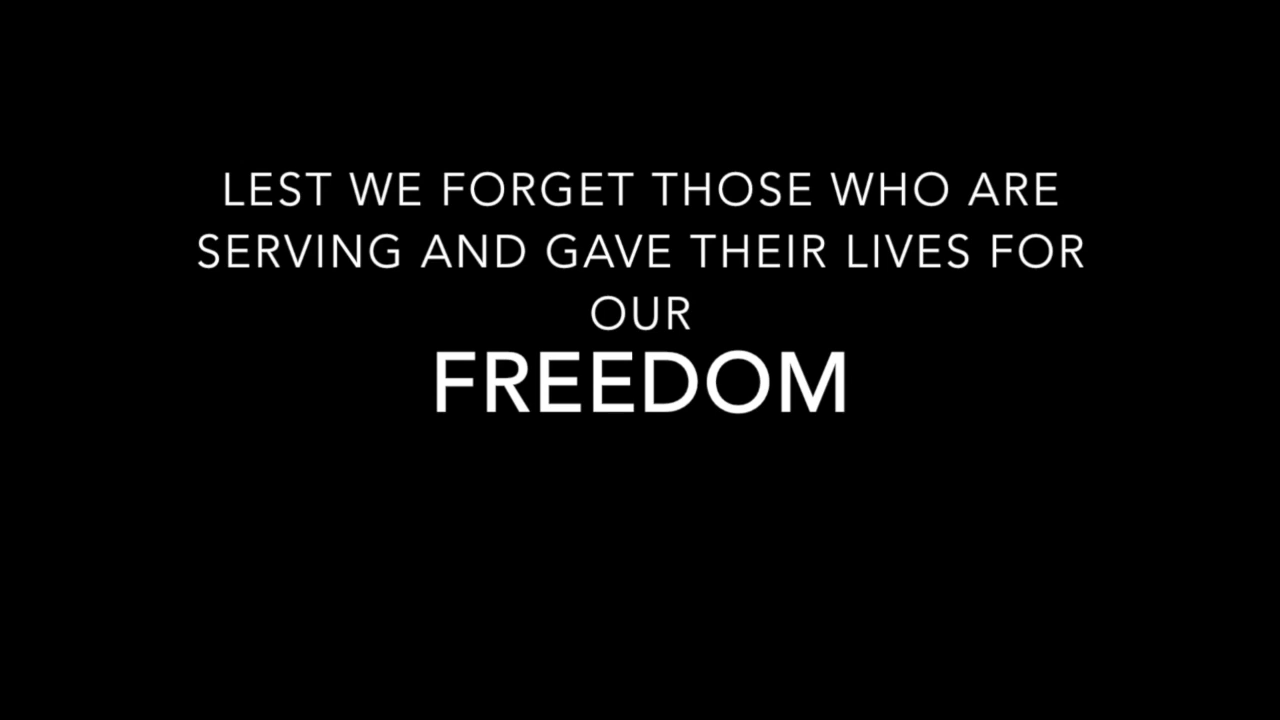 LEST WE FORGET THOSE WHO ARE
SERVING AND GAVE THEIR LIVES FOR
OUR
FREEDOM